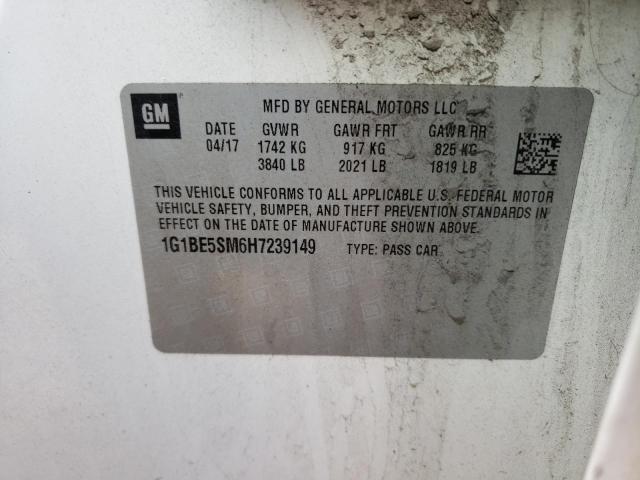 GM
MFD BY GENERAL MOTORS LLC
DATE GVWR GAWR FRT GAWR RR
04/17 1742 KG 917 KG 825 KG
3840 LB 2021 LB 1819 LB
THIS VEHICLE CONFORMS TO ALL APPLICABLE U.S. FEDERAL MOTOR
VEHICLE SAFETY, BUMPER, AND THEFT PREVENTION STANDARDS IN
EFFECT ON THE DATE OF MANUFACTURE SHOWN ABOVE.
1G1BE5SM6H7239149 TYPE: PASS CAR